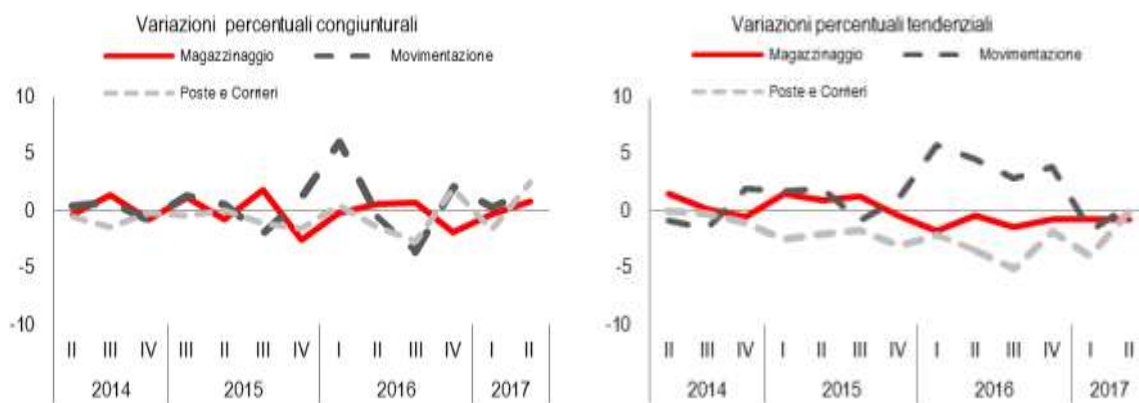 Variazioni percentuali congiunturali
Magazzinaggio
Movimentazione
Poste e Corrieri
10
5
0
-5
-10
II III IV III II III IV I II III IV I II
2014 2015 2016 2017
Variazioni percentuali tendenziali
Magazzinaggio
Movimentazione
Poste e Corrieri
10
5
0
-5
-10
II III IV I II III IV I II III IV I II
2014 2015 2016 2017